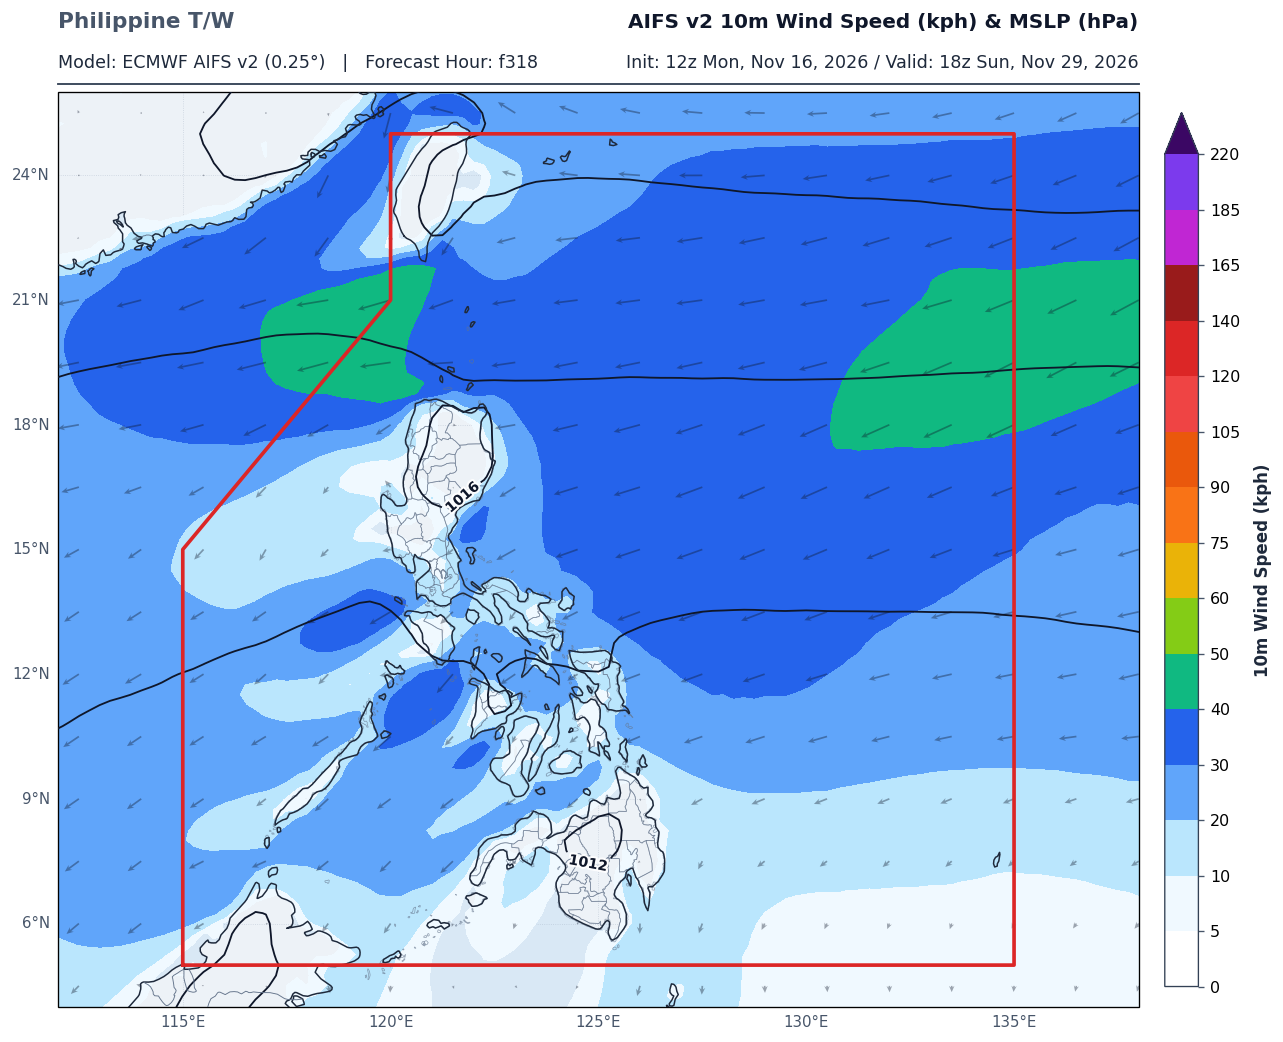 Philippine T/W
AIFS v2 10m Wind Speed (kph) & MSLP (hPa)
Model: ECMWF AIFS v2 (0.25°) | Forecast Hour: f318
Init: 12z Mon, Nov 16, 2026 / Valid: 18z Sun, Nov 29, 2026
24°N
21°N
18°N
15°N
12°N
9°N
6°N
115°E
120°E
125°E
130°E
135°E
1016
1012
220
185
165
140
120
105
90
75
60
50
40
30
20
10
5
0
10m Wind Speed (kph)